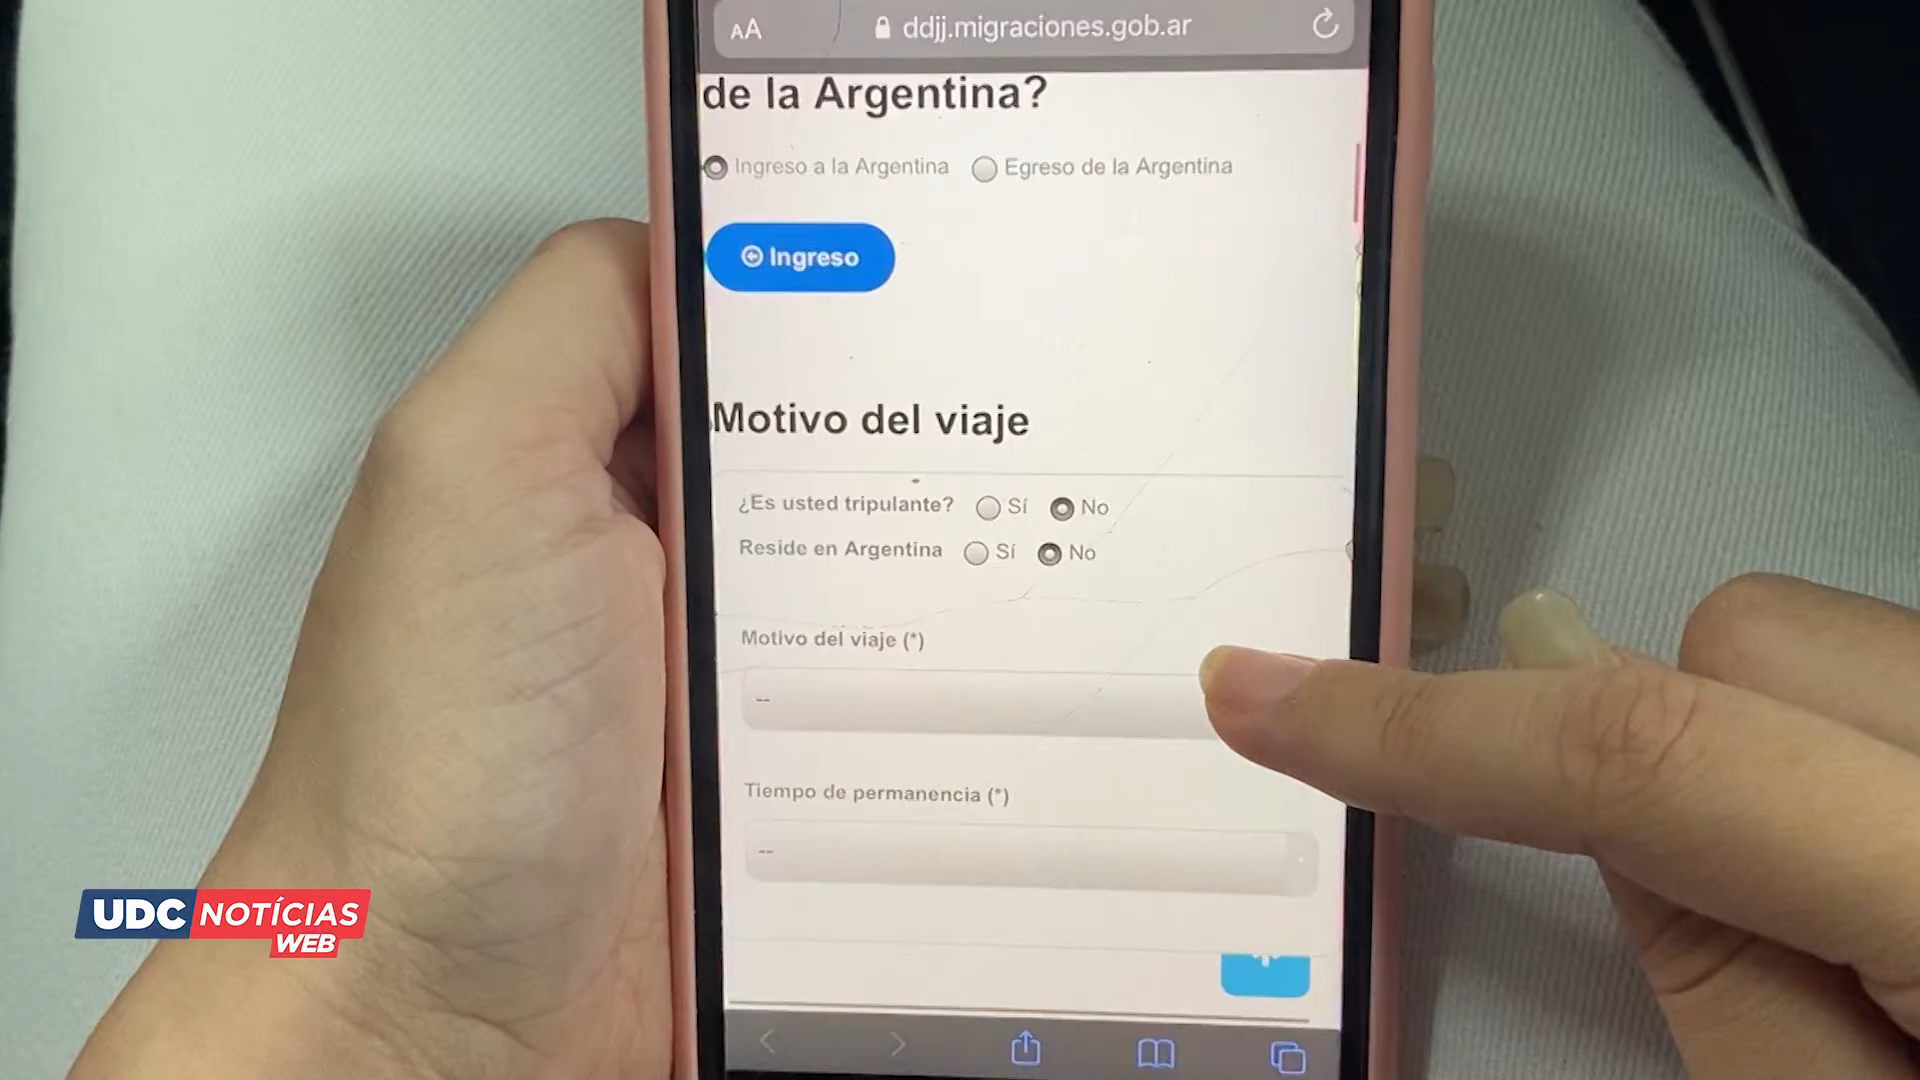 AA ddjj.migraciones.gob.ar
de la Argentina?
Ingreso a la Argentina Egreso de la Argentina
Ingreso
Motivo del viaje
¿Es usted tripulante? Sí No
Reside en Argentina Sí No
Motivo del viaje (*)
--
Tiempo de permanencia (*)
--
UDC NOTÍCIAS
WEB